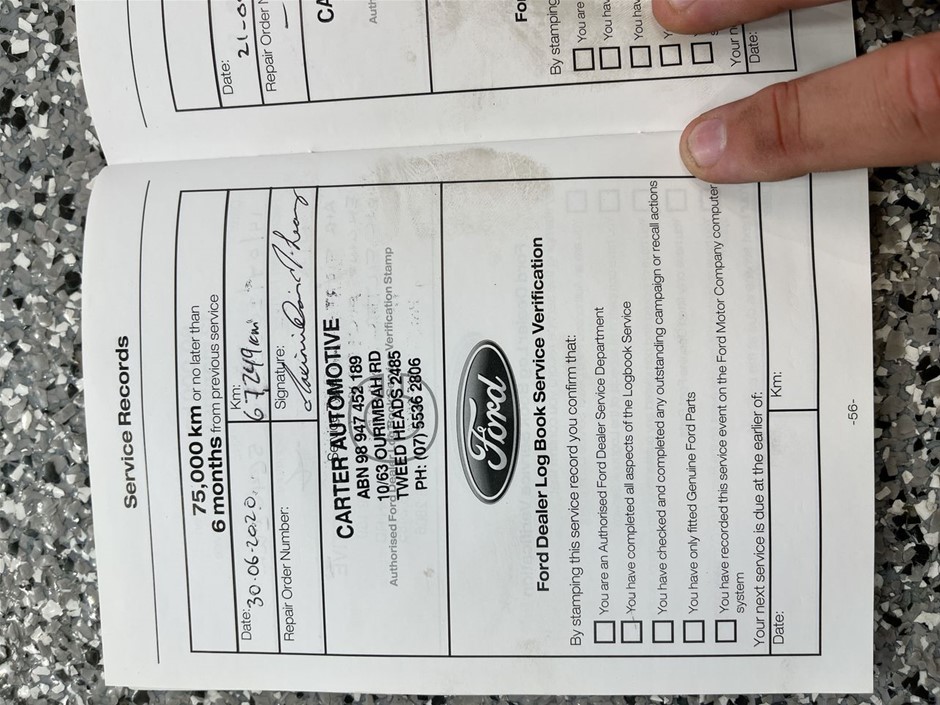 Service Records
75,000 km or no later than
6 months from previous service
Date: 30.06.2020
Km: 67249km
Repair Order Number:
Signature:
CARTER AUTOMOTIVE
ABN 98 947 452 189
10/63 OURIMBAH RD
TWEED HEADS 2485
PH: (07) 5536 2806
Authorised Ford Verification Stamp
Ford
Ford Dealer Log Book Service Verification
By stamping this service record you confirm that:
You are an Authorised Ford Dealer Service Department
You have completed all aspects of the Logbook Service
You have checked and completed any outstanding campaign or recall actions
You have only fitted Genuine Ford Parts
You have recorded this service event on the Ford Motor Company computer
system
Your next service is due at the earlier of:
Date:
Km:
-56-
Date:
21-0
Repair Order N
CA
Auth
For
By stamping
You are
You hav
You hav
Your n
Date: